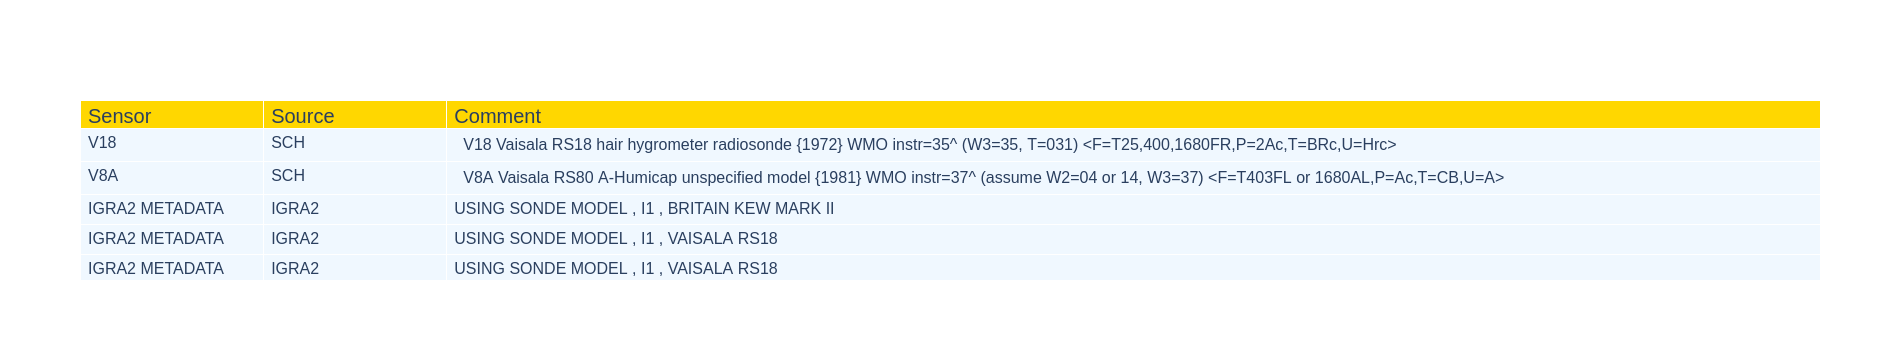 Sensor Source Comment
V18 SCH V18 Vaisala RS18 hair hygrometer radiosonde {1972} WMO instr=35^ (W3=35, T=031) <F=T25,400,1680FR,P=2Ac,T=BRc,U=Hrc>
V8A SCH V8A Vaisala RS80 A-Humicap unspecified model {1981} WMO instr=37^ (assume W2=04 or 14, W3=37) <F=T403FL or 1680AL,P=Ac,T=CB,U=A>
IGRA2 METADATA IGRA2 USING SONDE MODEL , I1 , BRITAIN KEW MARK II
IGRA2 METADATA IGRA2 USING SONDE MODEL , I1 , VAISALA RS18
IGRA2 METADATA IGRA2 USING SONDE MODEL , I1 , VAISALA RS18